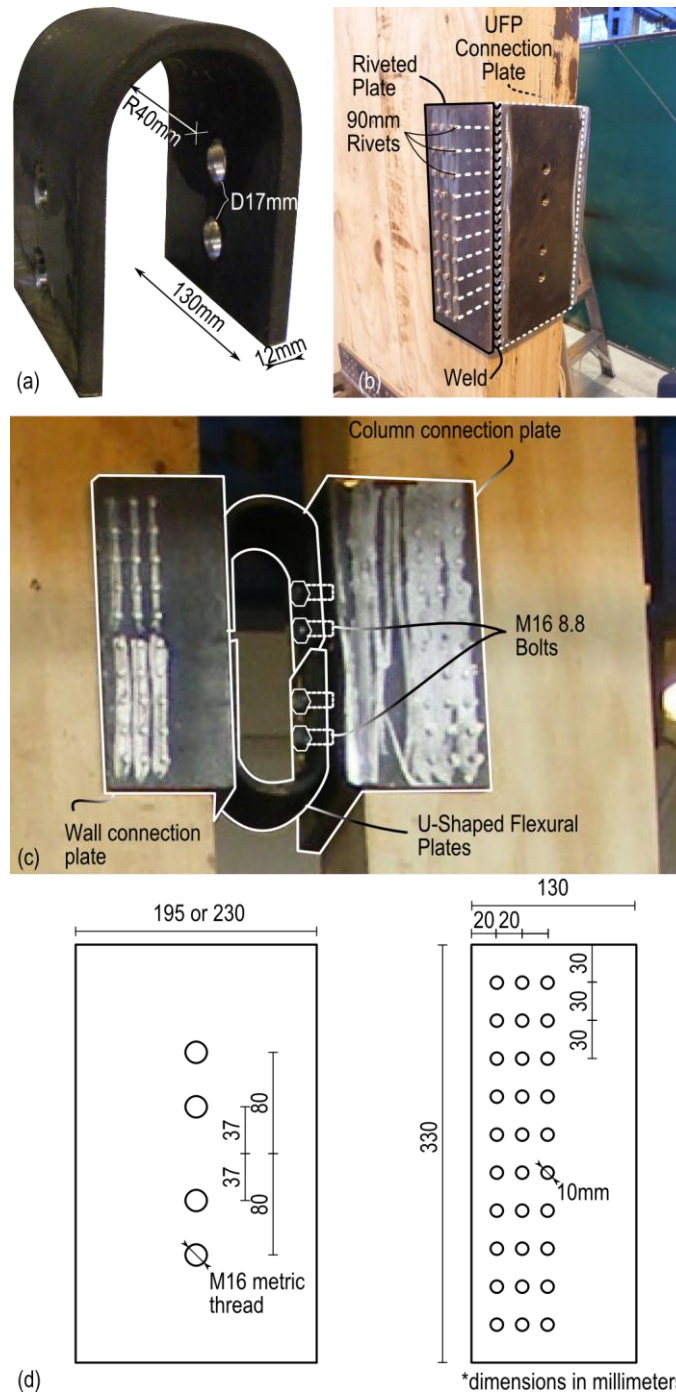 R40mm
D17mm
130mm
12mm
(a)
UFP
Connection
Plate
Riveted
Plate
90mm
Rivets
Weld
(b)
Column connection plate
M16 8.8
Bolts
Wall connection
plate
U-Shaped Flexural
Plates
(c)
195 or 230
37
37
80
80
M16 metric
thread
130
20 20
30
30
30
330
10mm
(d)
*dimensions in millimeters